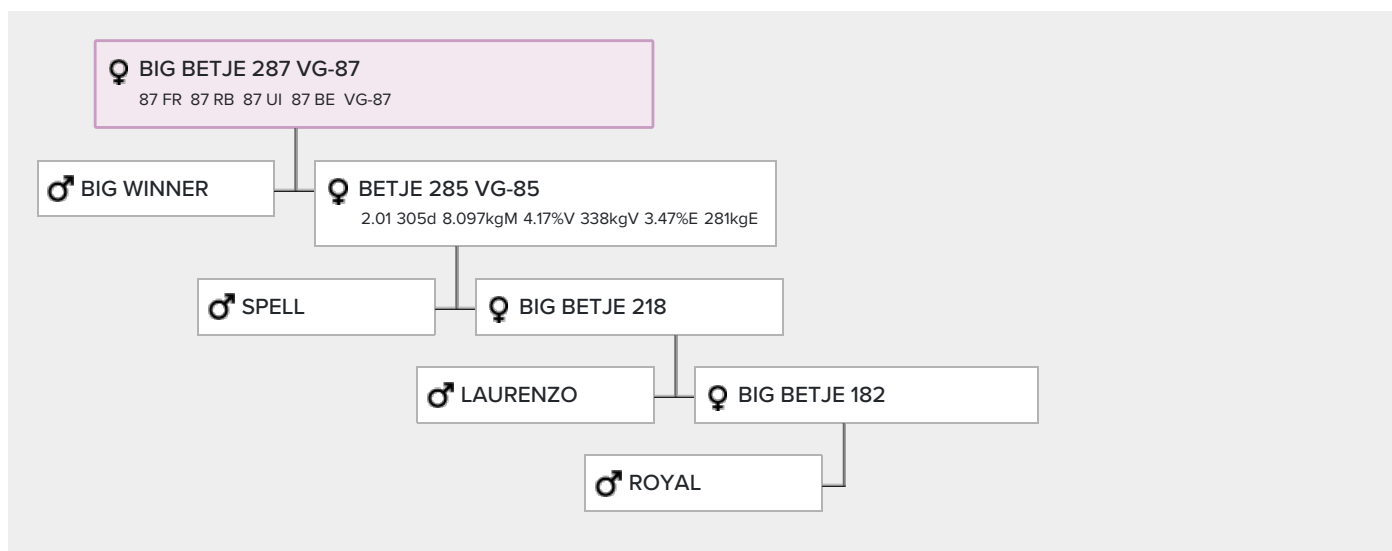 BIG BETJE 287 VG-87
87 FR 87 RB 87 UI 87 BE VG-87
BIG WINNER
BETJE 285 VG-85
2.01 305d 8.097kgM 4.17%V 338kgV 3.47%E 281kgE
SPELL
BIG BETJE 218
LAURENZO
BIG BETJE 182
ROYAL